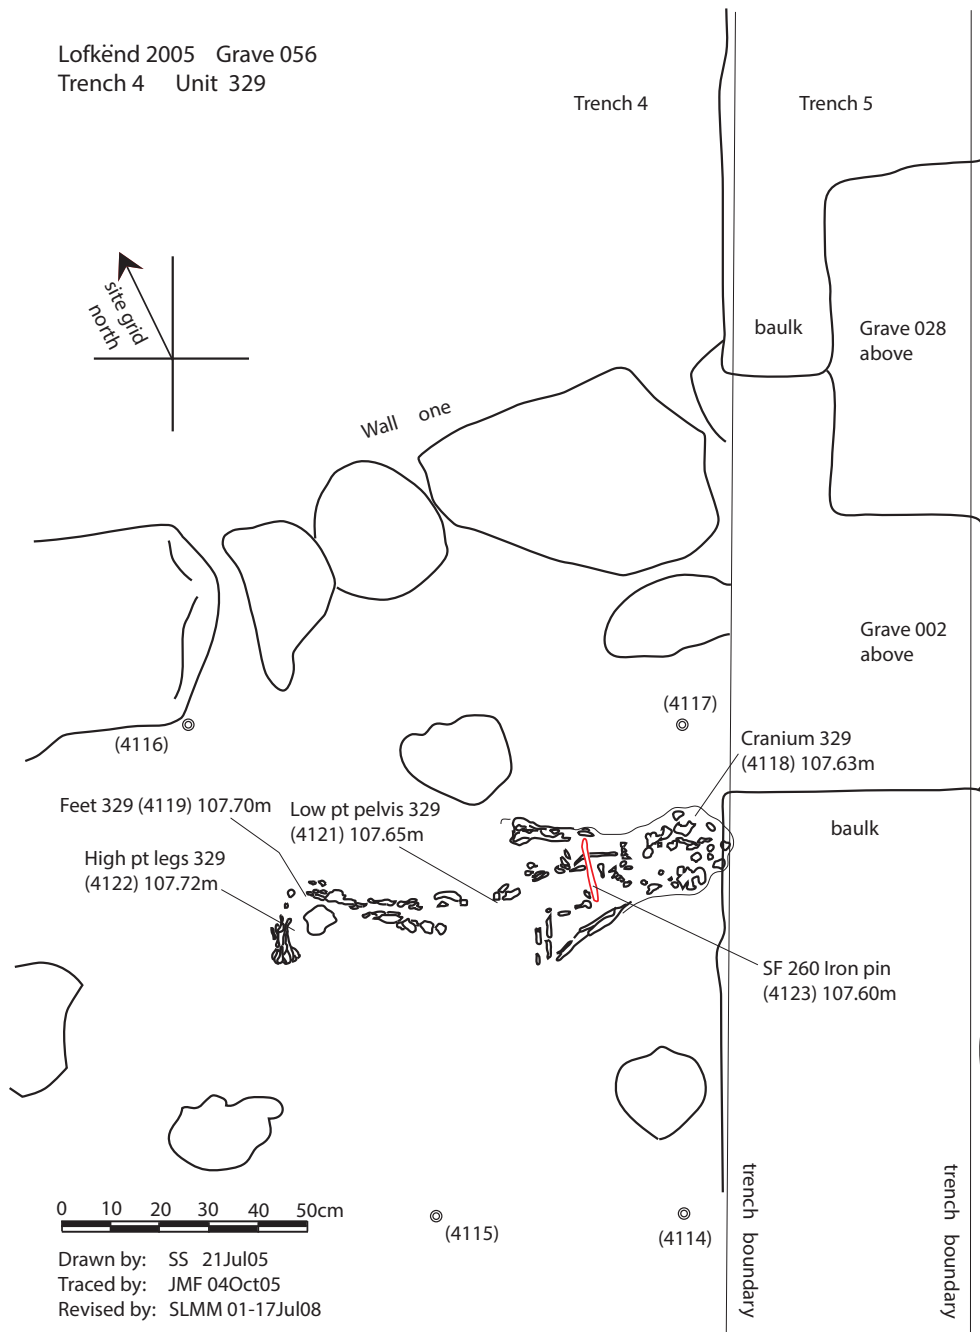 Lofkënd 2005 Grave 056
Trench 4 Unit 329
Trench 4
Trench 5
site grid
north
baulk
Grave 028
above
Wall one
Grave 002
above
(4117)
(4116)
Cranium 329
(4118) 107.63m
Feet 329 (4119) 107.70m
Low pt pelvis 329
(4121) 107.65m
baulk
High pt legs 329
(4122) 107.72m
SF 260 Iron pin
(4123) 107.60m
trench boundary
trench boundary
0 10 20 30 40 50cm
(4115)
(4114)
Drawn by: SS 21Jul05
Traced by: JMF 04Oct05
Revised by: SLMM 01-17Jul08